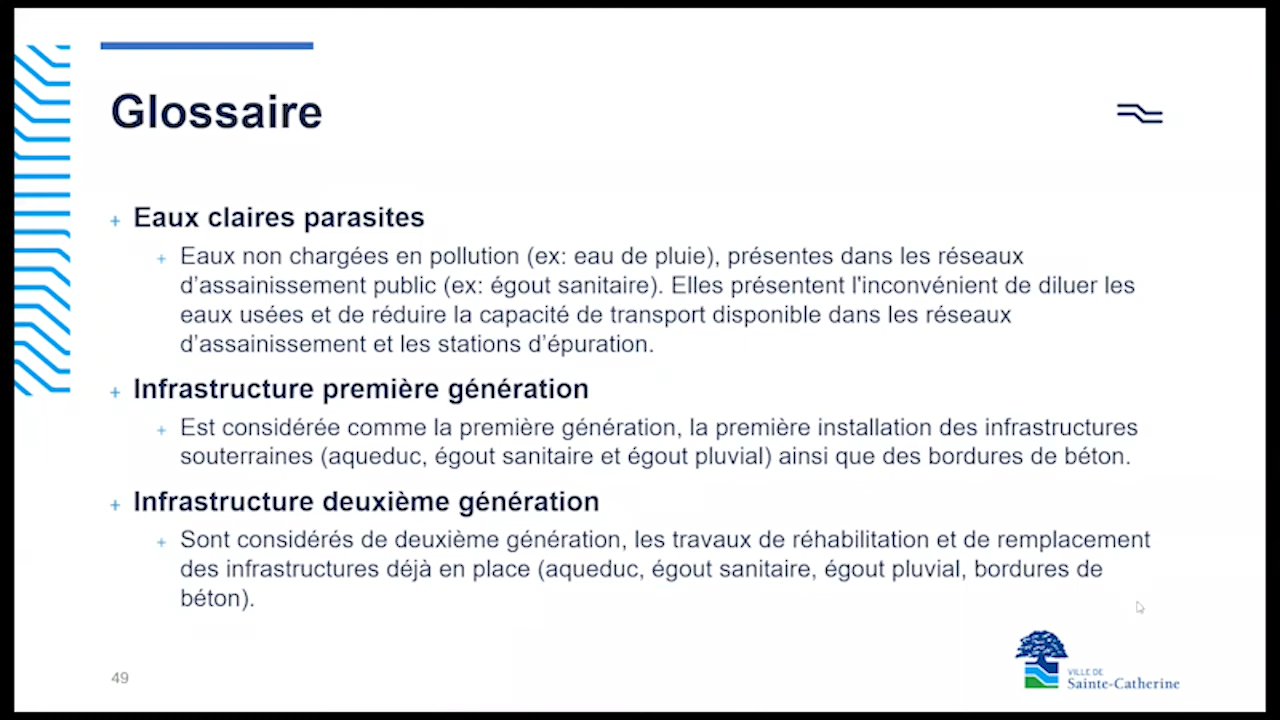 Glossaire
+ Eaux claires parasites
+ Eaux non chargées en pollution (ex: eau de pluie), présentes dans les réseaux
d’assainissement public (ex: égout sanitaire). Elles présentent l'inconvénient de diluer les
eaux usées et de réduire la capacité de transport disponible dans les réseaux
d’assainissement et les stations d’épuration.
+ Infrastructure première génération
+ Est considérée comme la première génération, la première installation des infrastructures
souterraines (aqueduc, égout sanitaire et égout pluvial) ainsi que des bordures de béton.
+ Infrastructure deuxième génération
+ Sont considérés de deuxième génération, les travaux de réhabilitation et de remplacement
des infrastructures déjà en place (aqueduc, égout sanitaire, égout pluvial, bordures de
béton).
49
VILLE DE
Sainte-Catherine